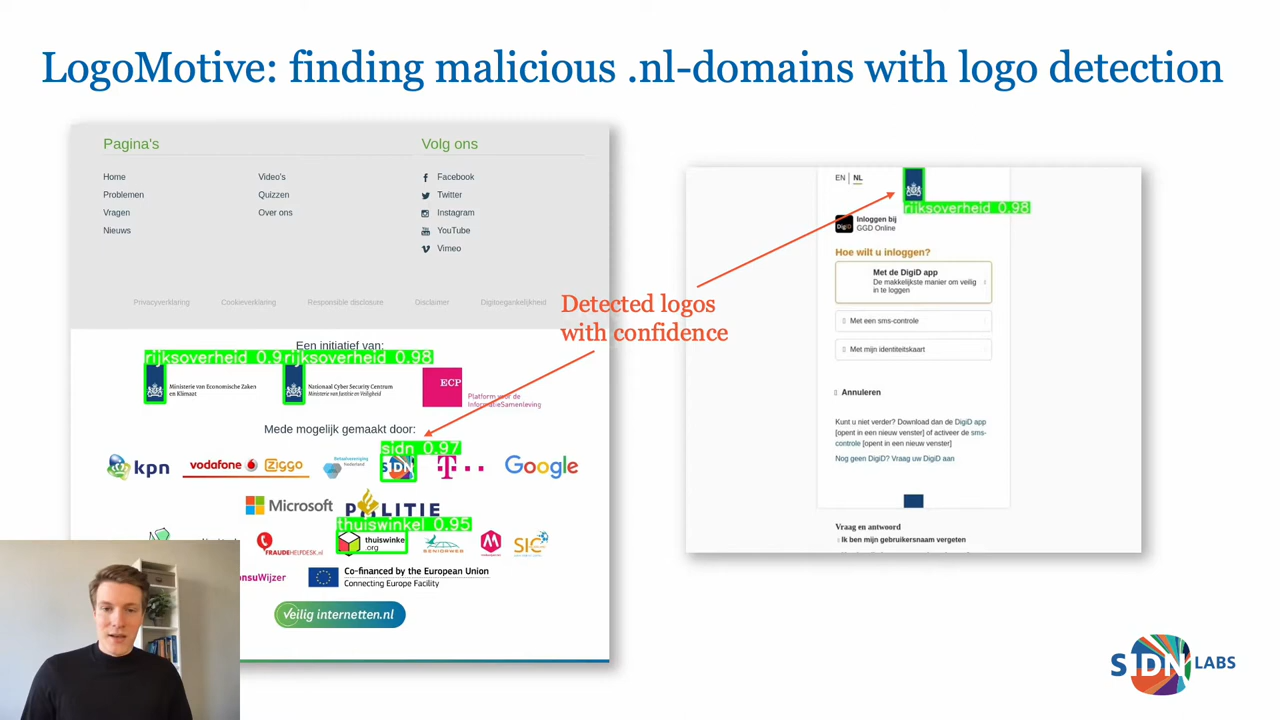 LogoMotive: finding malicious .nl-domains with logo detection
Pagina's
Volg ons
Home
Video's
Facebook
Problemen
Quizzen
Twitter
Vragen
Over ons
Instagram
Nieuws
YouTube
Vimeo
Privacyverklaring
Cookieverklaring
Responsible disclosure
Disclaimer
Digitoegankelijkheid
Een initiatief van:
rijksoverheid 0.9
rijksoverheid 0.98
Ministerie van Economische Zaken
en Klimaat
Nationaal Cyber Security Centrum
Ministerie van Justitie en Veiligheid
ECP
Platform voor de
InformatieSamenleving
Mede mogelijk gemaakt door:
sidn 0.97
kpn
vodafone
ziggo
Betaalvereniging
Nederland
SIDN
T
Google
Microsoft
POLITIE
thuiswinkel 0.95
FRAUDEHELPDESK.nl
thuiswinkel
.org
SENIORWEB
SIC
onsuWijzer
Co-financed by the European Union
Connecting Europe Facility
veilig internetten.nl
Detected logos
with confidence
EN
NL
rijksoverheid 0.98
DigiD
Inloggen bij
GGD Online
Hoe wilt u inloggen?
Met de DigiD app
De makkelijkste manier om veilig
in te loggen
Met een sms-controle
Met mijn identiteitskaart
Annuleren
Kunt u niet verder? Download dan de DigiD app
[opent in een nieuw venster] of activeer de sms-
controle [opent in een nieuw venster]
Nog geen DigiD? Vraag uw DigiD aan
Vraag en antwoord
Ik ben mijn gebruikersnaam vergeten
SIDN LABS